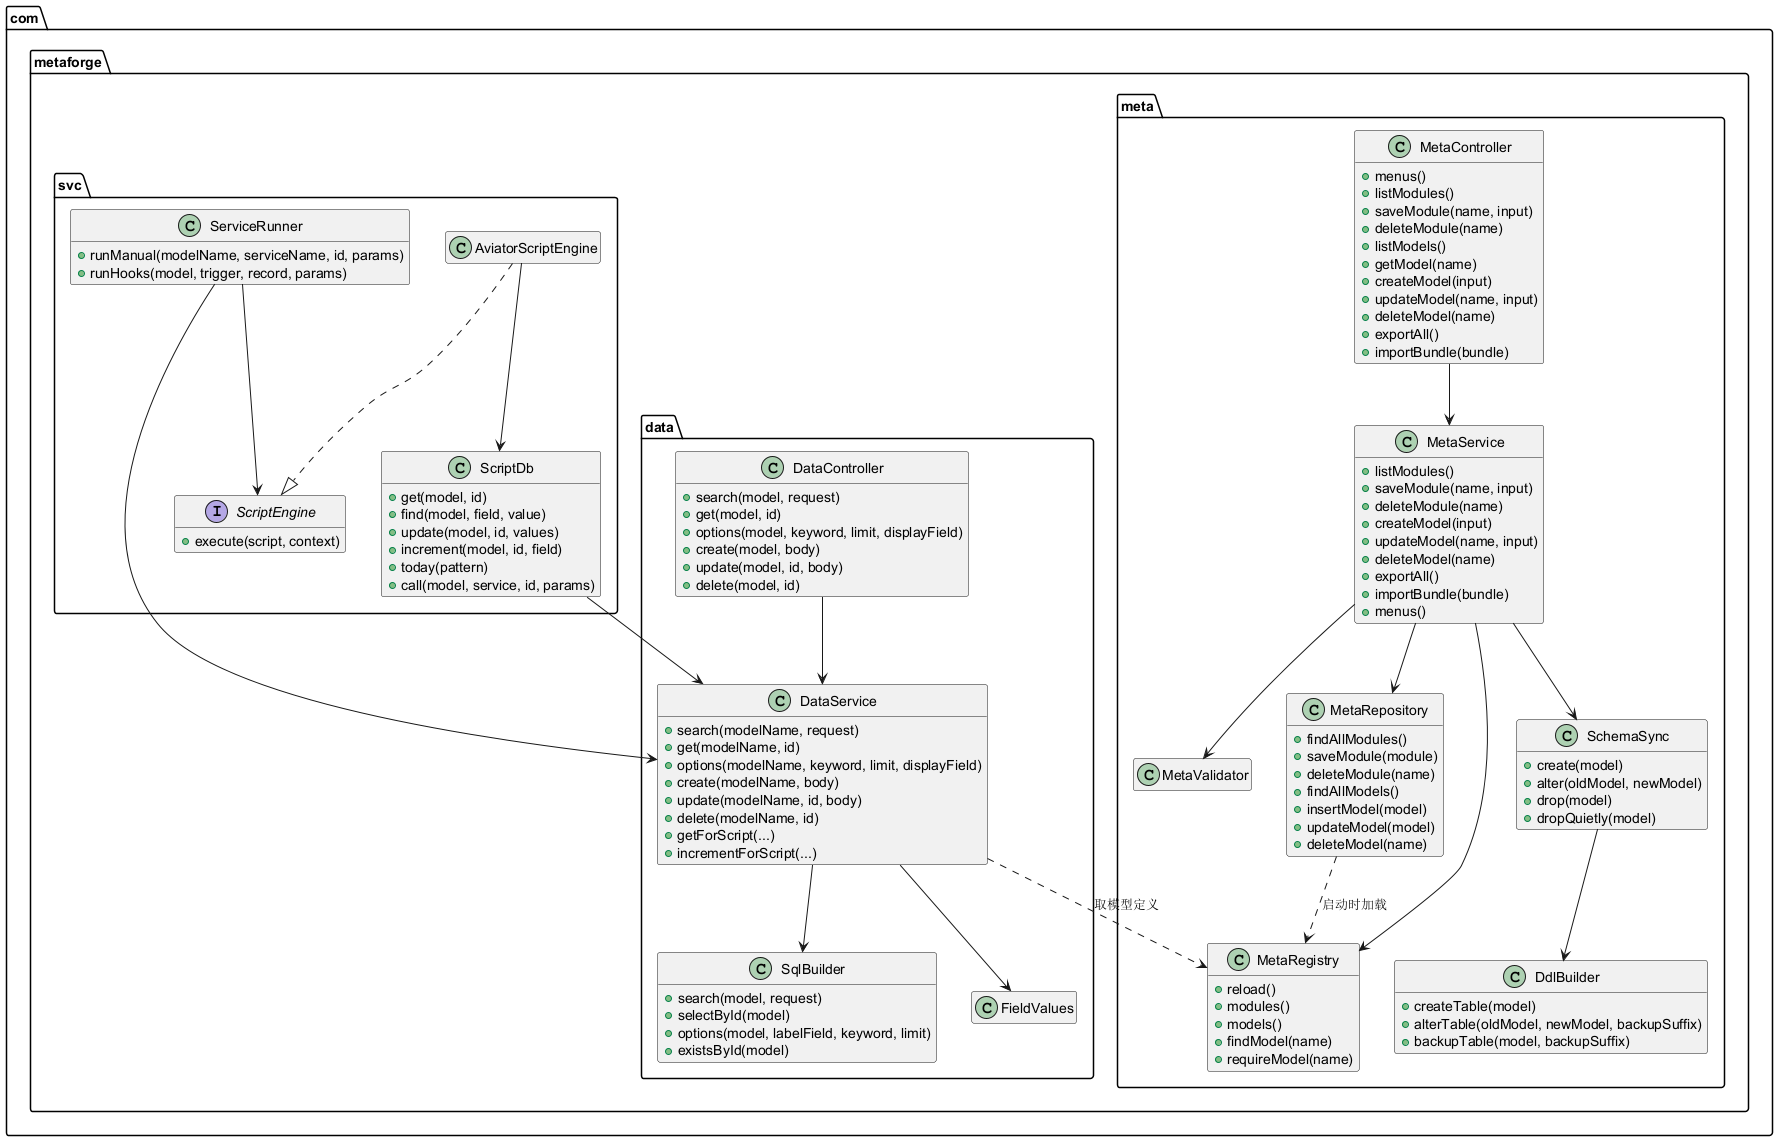 com
metaforge
svc
C ServiceRunner
runManual(modelName, serviceName, id, params)
runHooks(model, trigger, record, params)
C AviatorScriptEngine
I ScriptEngine
execute(script, context)
C ScriptDb
get(model, id)
find(model, field, value)
update(model, id, values)
increment(model, id, field)
today(pattern)
call(model, service, id, params)
data
C DataController
search(model, request)
get(model, id)
options(model, keyword, limit, displayField)
create(model, body)
update(model, id, body)
delete(model, id)
C DataService
search(modelName, request)
get(modelName, id)
options(modelName, keyword, limit, displayField)
create(modelName, body)
update(modelName, id, body)
delete(modelName, id)
getForScript(...)
incrementForScript(...)
C SqlBuilder
search(model, request)
selectById(model)
options(model, labelField, keyword, limit)
existsById(model)
C FieldValues
取模型定义
meta
C MetaController
menus()
listModules()
saveModule(name, input)
deleteModule(name)
listModels()
getModel(name)
createModel(input)
updateModel(name, input)
deleteModel(name)
exportAll()
importBundle(bundle)
C MetaService
listModules()
saveModule(name, input)
deleteModule(name)
createModel(input)
updateModel(name, input)
deleteModel(name)
exportAll()
importBundle(bundle)
menus()
C MetaValidator
C MetaRepository
findAllModules()
saveModule(module)
deleteModule(name)
findAllModels()
insertModel(model)
updateModel(model)
deleteModel(name)
C SchemaSync
create(model)
alter(oldModel, newModel)
drop(model)
dropQuietly(model)
启动时加载
C MetaRegistry
reload()
modules()
models()
findModel(name)
requireModel(name)
C DdlBuilder
createTable(model)
alterTable(oldModel, newModel, backupSuffix)
backupTable(model, backupSuffix)